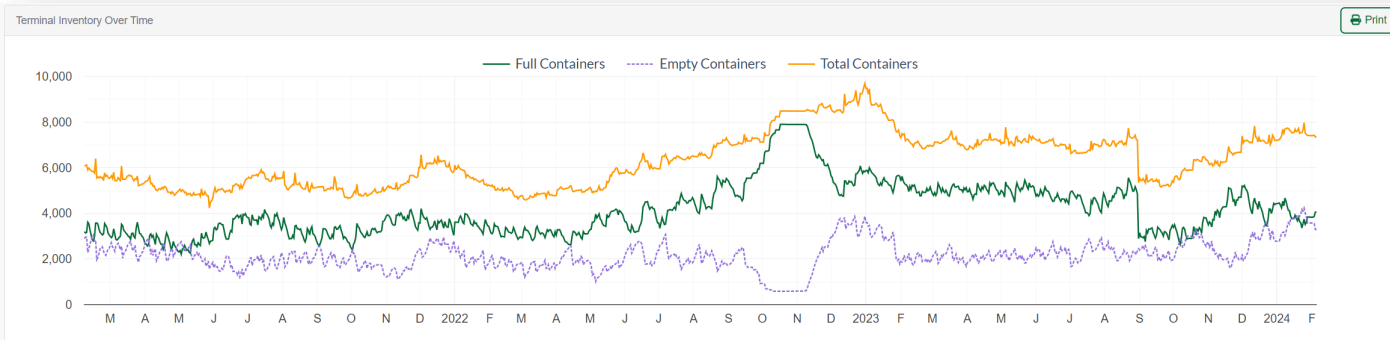 Terminal Inventory Over Time
Print
Full Containers Empty Containers Total Containers
10,000
8,000
6,000
4,000
2,000
0
M A M J J A S O N D 2022 F M A M J J A S O N D 2023 F M A M J J A S O N D 2024 F